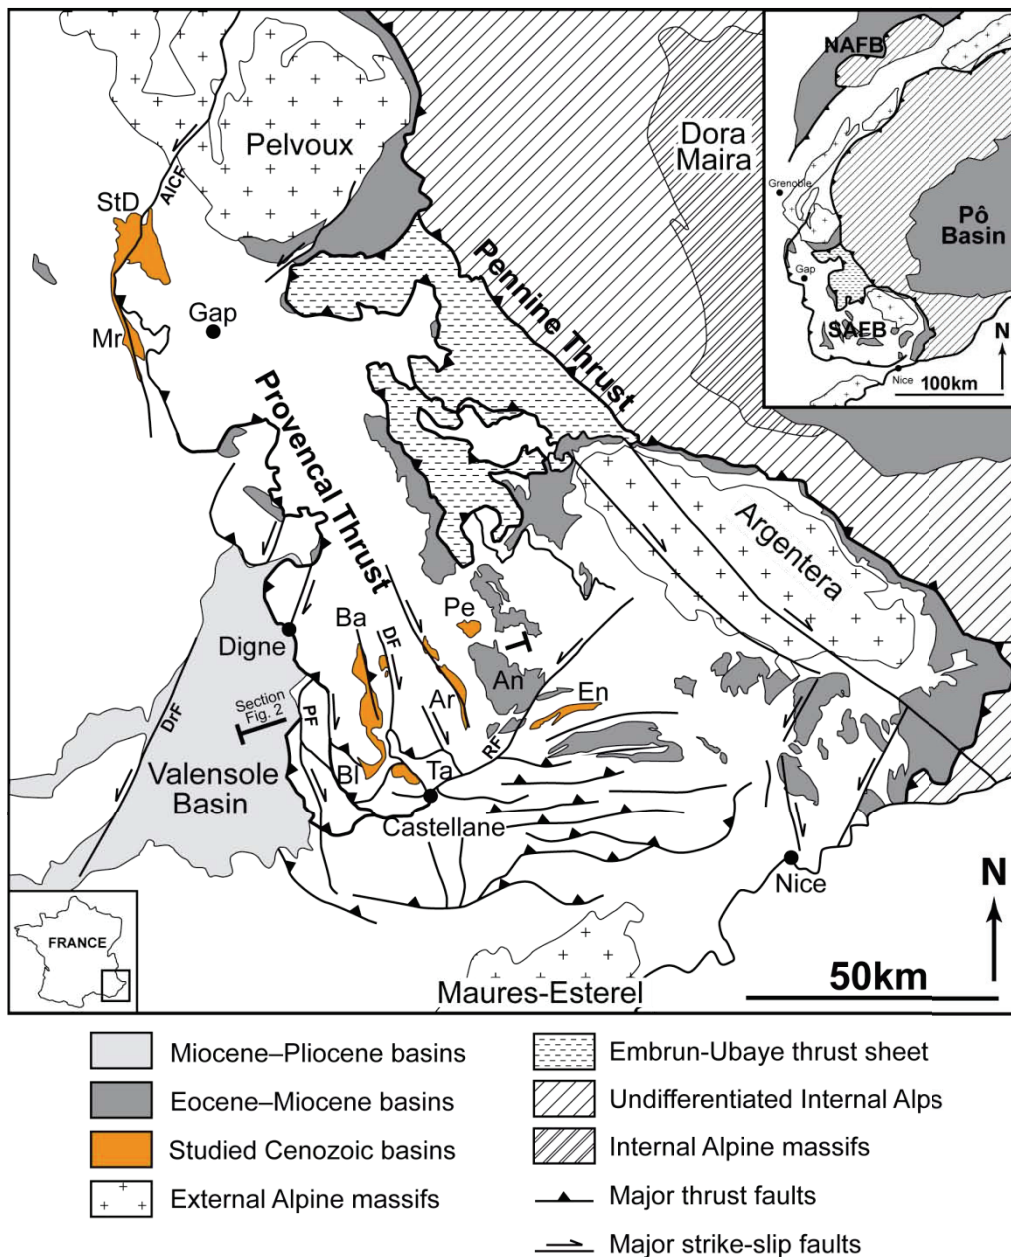 NAFB
Grenoble
Pô
Basin
Gap
SAFB
N
Nice
100km
Dora
Maira
Pelvoux
AICF
StD
Gap
Mr
Pennine Thrust
Provencal Thrust
Argentera
Digne
Ba
DF
Pe
An
Ar
En
RF
Section
Fig. 2
PF
DrF
Valensole
Basin
Bl
Ta
Castellane
Nice
N
FRANCE
50km
Maures-Esterel
Miocene–Pliocene basins
Eocene–Miocene basins
Studied Cenozoic basins
External Alpine massifs
Embrun-Ubaye thrust sheet
Undifferentiated Internal Alps
Internal Alpine massifs
Major thrust faults
Major strike-slip faults